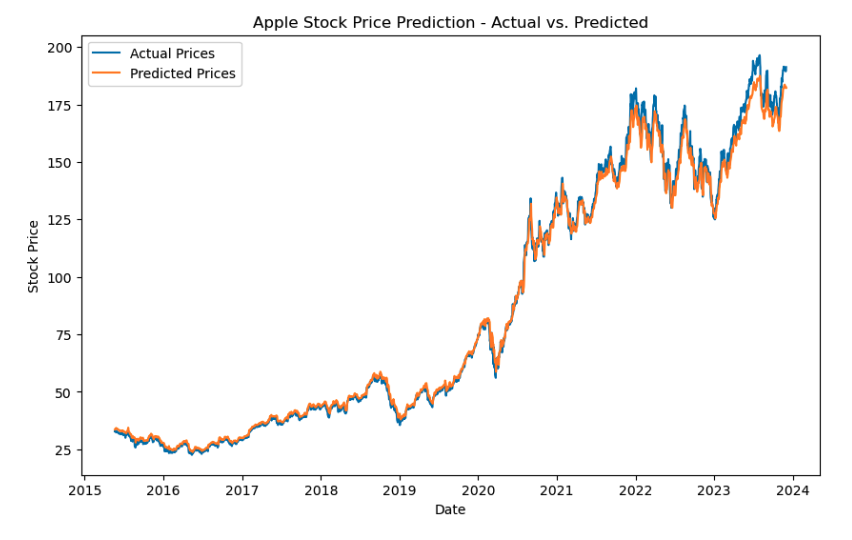 Apple Stock Price Prediction - Actual vs. Predicted
Actual Prices
Predicted Prices
200
175
150
125
100
75
50
25
Stock Price
2015 2016 2017 2018 2019 2020 2021 2022 2023 2024
Date